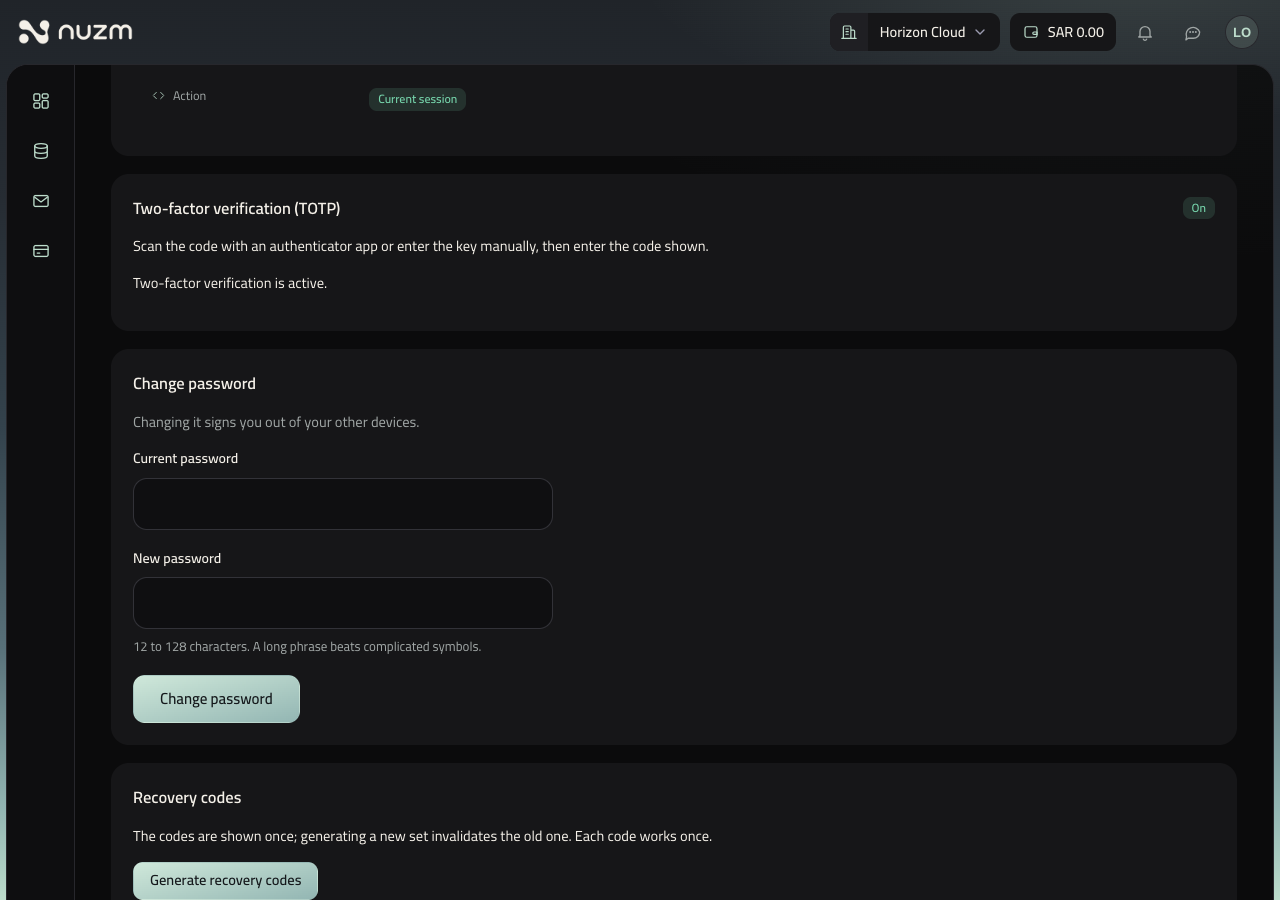 nuzm
Horizon Cloud
SAR 0.00
LO
Action
Current session
Two-factor verification (TOTP)
On
Scan the code with an authenticator app or enter the key manually, then enter the code shown.
Two-factor verification is active.
Change password
Changing it signs you out of your other devices.
Current password
New password
12 to 128 characters. A long phrase beats complicated symbols.
Change password
Recovery codes
The codes are shown once; generating a new set invalidates the old one. Each code works once.
Generate recovery codes